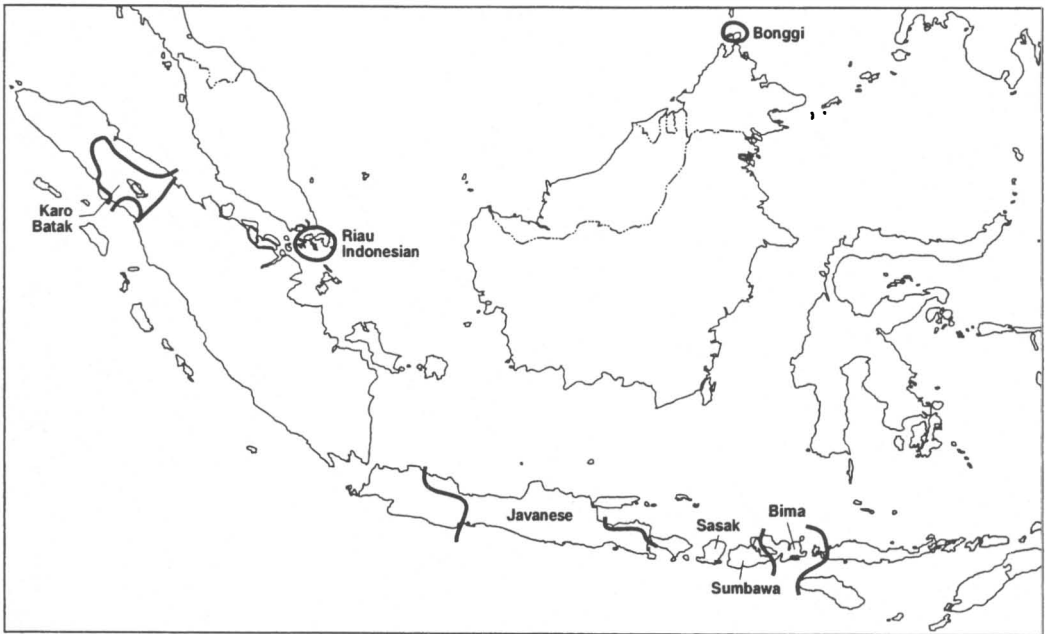 Bonggi
Karo
Batak
Riau
Indonesian
Javanese
Sasak
Bima
Sumbawa